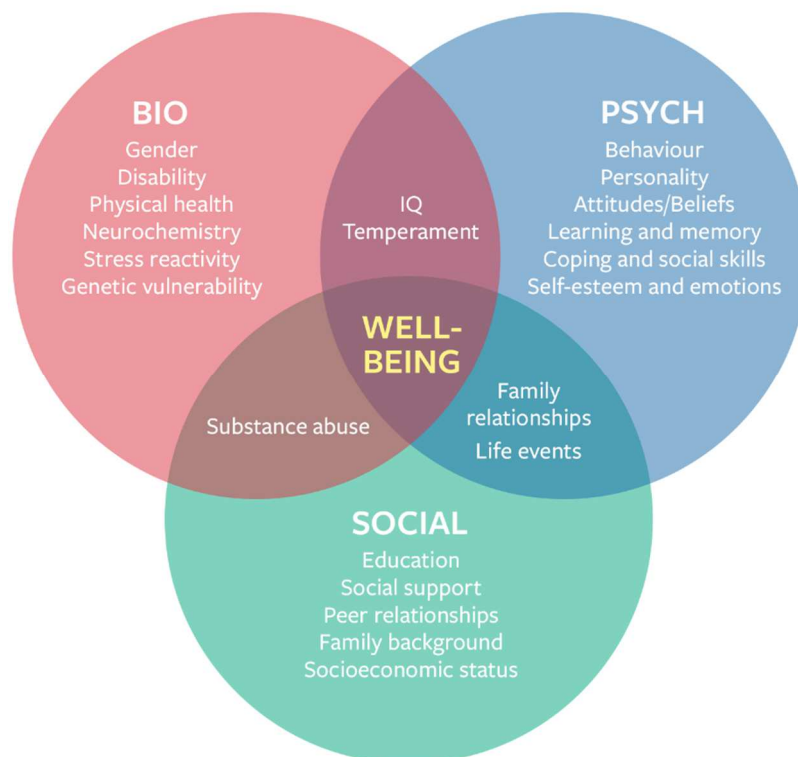 BIO
Gender
Disability
Physical health
Neurochemistry
Stress reactivity
Genetic vulnerability
PSYCH
Behaviour
Personality
Attitudes/Beliefs
Learning and memory
Coping and social skills
Self-esteem and emotions
IQ
Temperament
WELL-
BEING
Substance abuse
Family
relationships
Life events
SOCIAL
Education
Social support
Peer relationships
Family background
Socioeconomic status